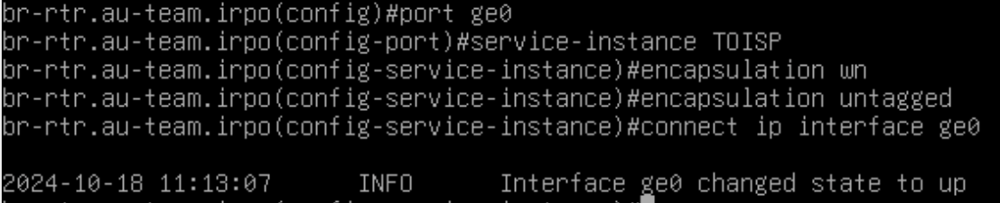 br-rtr.au-team.irpo(config)#port ge0
br-rtr.au-team.irpo(config-port)#service-instance TOISP
br-rtr.au-team.irpo(config-service-instance)#encapsulation wn
br-rtr.au-team.irpo(config-service-instance)#encapsulation untagged
br-rtr.au-team.irpo(config-service-instance)#connect ip interface ge0
2024-10-18 11:13:07 INFO Interface ge0 changed state to up